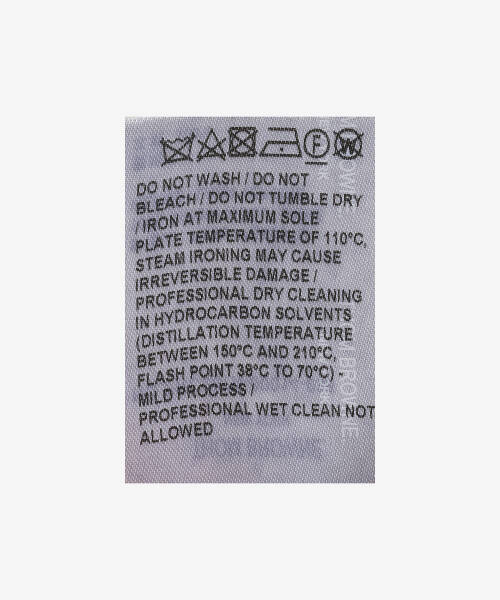 F W
DO NOT WASH / DO NOT
BLEACH / DO NOT TUMBLE DRY
/ IRON AT MAXIMUM SOLE
PLATE TEMPERATURE OF 110°C,
STEAM IRONING MAY CAUSE
IRREVERSIBLE DAMAGE /
PROFESSIONAL DRY CLEANING
IN HYDROCARBON SOLVENTS
(DISTILLATION TEMPERATURE
BETWEEN 150°C AND 210°C,
FLASH POINT 38°C TO 70°C) -
MILD PROCESS /
PROFESSIONAL WET CLEAN NOT
ALLOWED